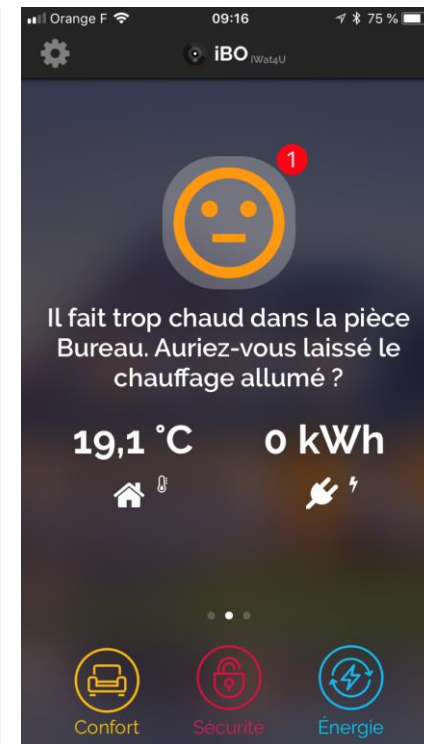 Orange F 09:16 75 %
iBO IWat4U
1
Il fait trop chaud dans la pièce
Bureau. Auriez-vous laissé le
chauffage allumé ?
19,1 °C 0 kWh
Confort Sécurité Énergie